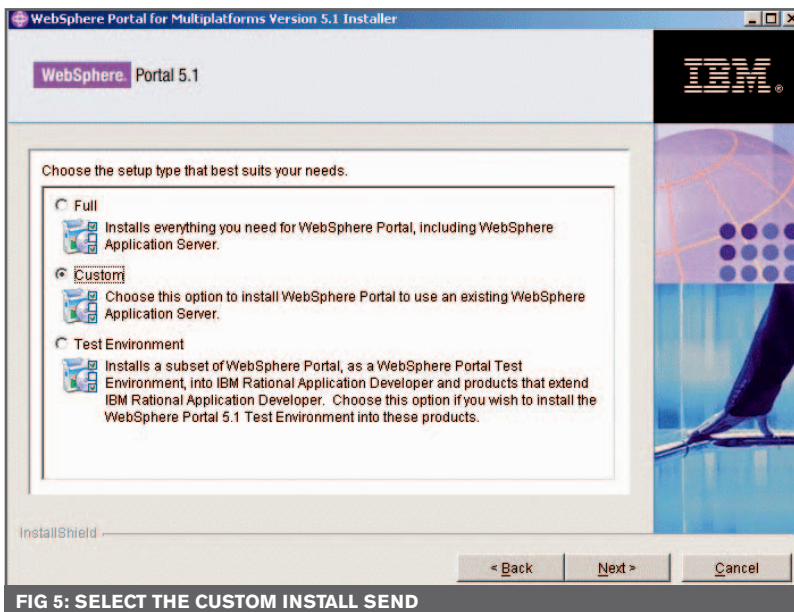 WebSphere Portal for Multiplatforms Version 5.1 Installer
WebSphere. Portal 5.1
IBM®
Choose the setup type that best suits your needs.
Full
Installs everything you need for WebSphere Portal, including WebSphere
Application Server.
Custom
Choose this option to install WebSphere Portal to use an existing WebSphere
Application Server.
Test Environment
Installs a subset of WebSphere Portal, as a WebSphere Portal Test
Environment, into IBM Rational Application Developer and products that extend
IBM Rational Application Developer. Choose this option if you wish to install the
WebSphere Portal 5.1 Test Environment into these products.
InstallShield
< Back Next > Cancel
FIG 5: SELECT THE CUSTOM INSTALL SEND